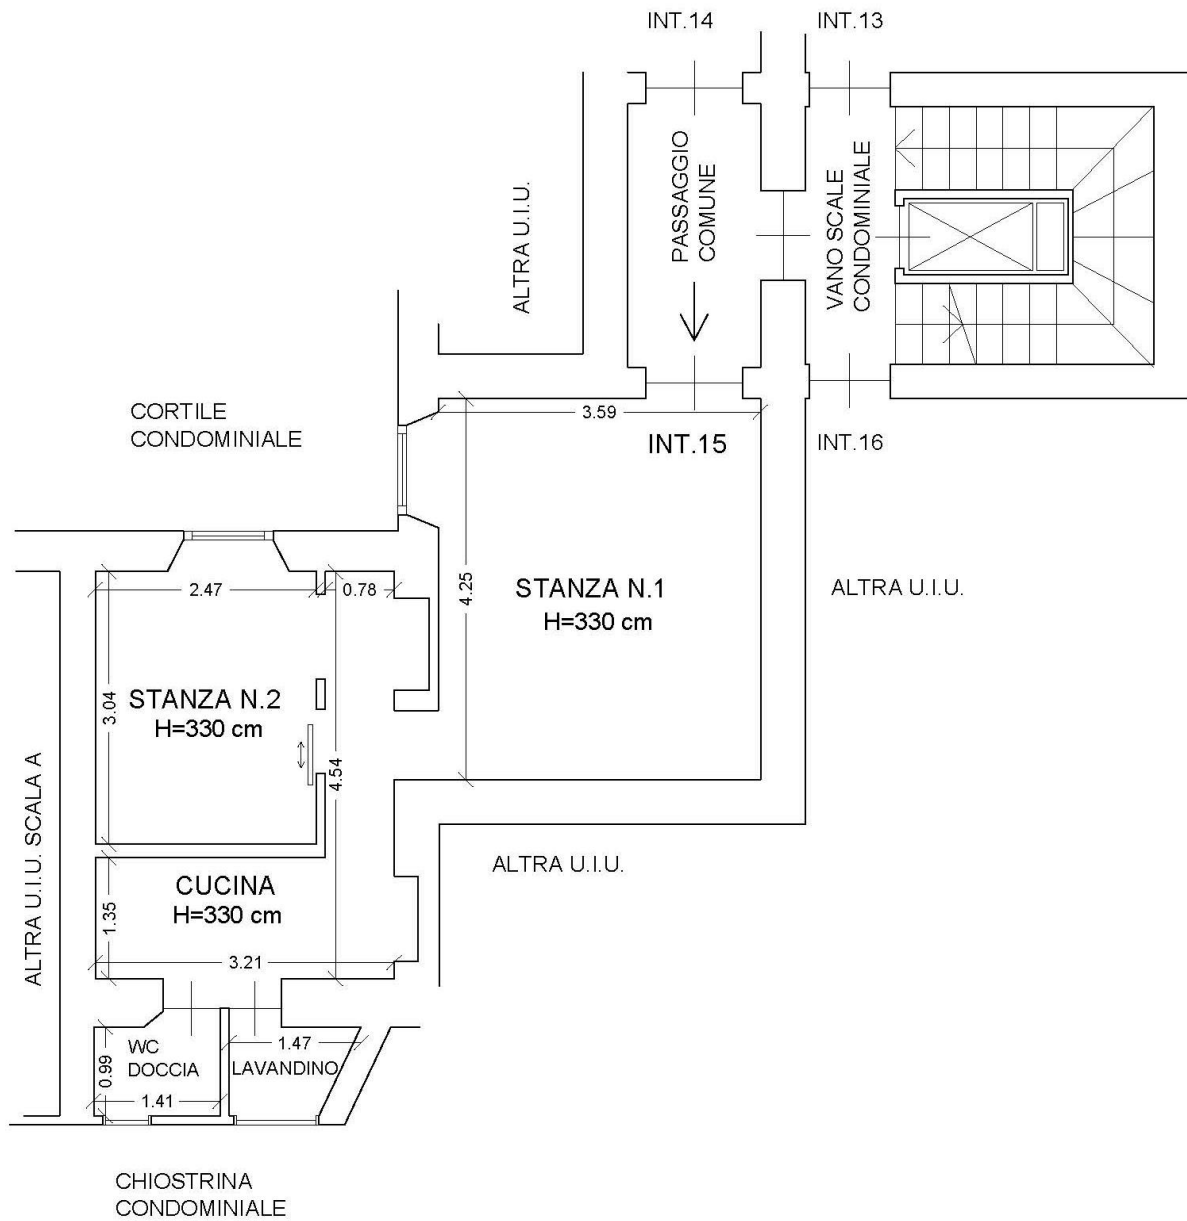 INT.14
INT.13
PASSAGGIO
COMUNE
VANO SCALE
CONDOMINIALE
ALTRA U.I.U.
CORTILE
CONDOMINIALE
3.59
INT.15
INT.16
2.47
0.78
4.25
STANZA N.1
H=330 cm
ALTRA U.I.U.
3.04
STANZA N.2
H=330 cm
4.54
ALTRA U.I.U. SCALA A
ALTRA U.I.U.
CUCINA
H=330 cm
1.35
3.21
0.99
WC
DOCCIA
1.47
LAVANDINO
1.41
CHIOSTRINA
CONDOMINIALE